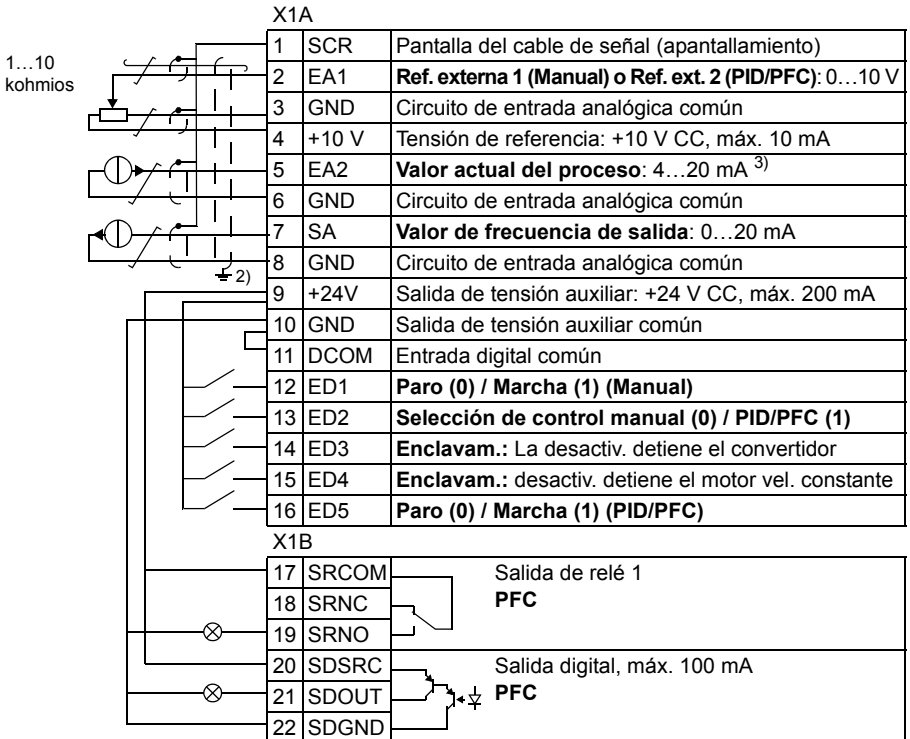 X1A
1…10
kohmios
1 SCR Pantalla del cable de señal (apantallamiento)
2 EA1 Ref. externa 1 (Manual) o Ref. ext. 2 (PID/PFC): 0…10 V
3 GND Circuito de entrada analógica común
4 +10 V Tensión de referencia: +10 V CC, máx. 10 mA
5 EA2 Valor actual del proceso: 4…20 mA 3)
6 GND Circuito de entrada analógica común
7 SA Valor de frecuencia de salida: 0…20 mA
8 GND Circuito de entrada analógica común
2)
9 +24V Salida de tensión auxiliar: +24 V CC, máx. 200 mA
10 GND Salida de tensión auxiliar común
11 DCOM Entrada digital común
12 ED1 Paro (0) / Marcha (1) (Manual)
13 ED2 Selección de control manual (0) / PID/PFC (1)
14 ED3 Enclavam.: La desactiv. detiene el convertidor
15 ED4 Enclavam.: desactiv. detiene el motor vel. constante
16 ED5 Paro (0) / Marcha (1) (PID/PFC)
X1B
17 SRCOM Salida de relé 1
18 SRNC PFC
19 SRNO
20 SDSRC Salida digital, máx. 100 mA
21 SDOUT PFC
22 SDGND